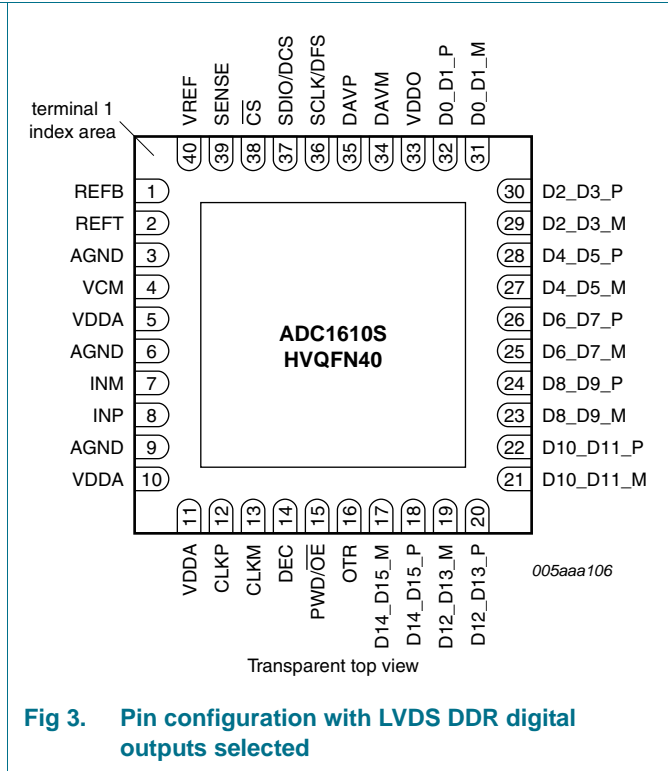 VREF
SENSE
CS
SDIO/DCS
SCLK/DFS
DAVP
DAVM
VDDO
D0_D1_P
D0_D1_M
terminal 1
index area
40 39 38 37 36 35 34 33 32 31
REFB 1
REFT 2
AGND 3
VCM 4
VDDA 5
AGND 6
INM 7
INP 8
AGND 9
VDDA 10
ADC1610S
HVQFN40
30 D2_D3_P
29 D2_D3_M
28 D4_D5_P
27 D4_D5_M
26 D6_D7_P
25 D6_D7_M
24 D8_D9_P
23 D8_D9_M
22 D10_D11_P
21 D10_D11_M
11 12 13 14 15 16 17 18 19 20
VDDA
CLKP
CLKM
DEC
PWD/OE
OTR
D14_D15_M
D14_D15_P
D12_D13_M
D12_D13_P
005aaa106
Transparent top view
Fig 3. Pin configuration with LVDS DDR digital
outputs selected